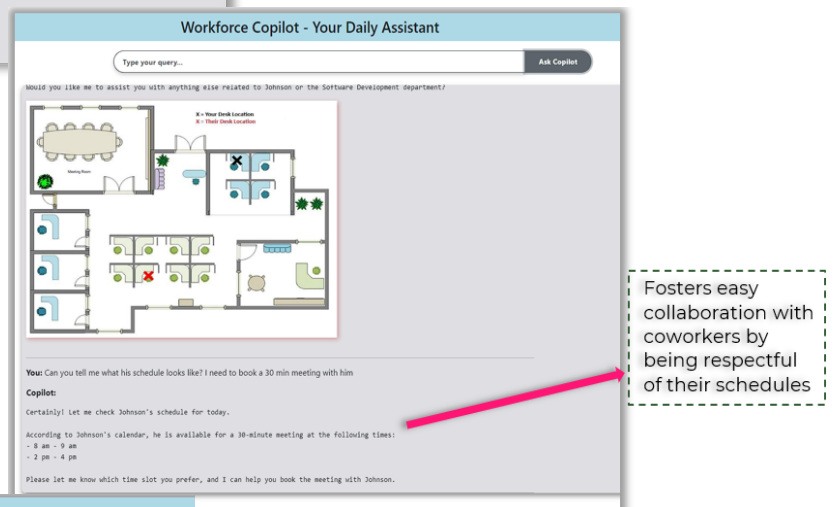 Workforce Copilot - Your Daily Assistant
Type your query...
Ask Copilot
Would you like me to assist you with anything else related to Johnson or the Software Development department?
X = Your Desk Location
X = Their Desk Location
Meeting Room
You: Can you tell me what his schedule looks like? I need to book a 30 min meeting with him
Copilot:
Certainly! Let me check Johnson's schedule for today.
According to Johnson's calendar, he is available for a 30-minute meeting at the following times:
- 8 am - 9 am
- 2 pm - 4 pm
Please let me know which time slot you prefer, and I can help you book the meeting with Johnson.
Fosters easy
collaboration with
coworkers by
being respectful
of their schedules